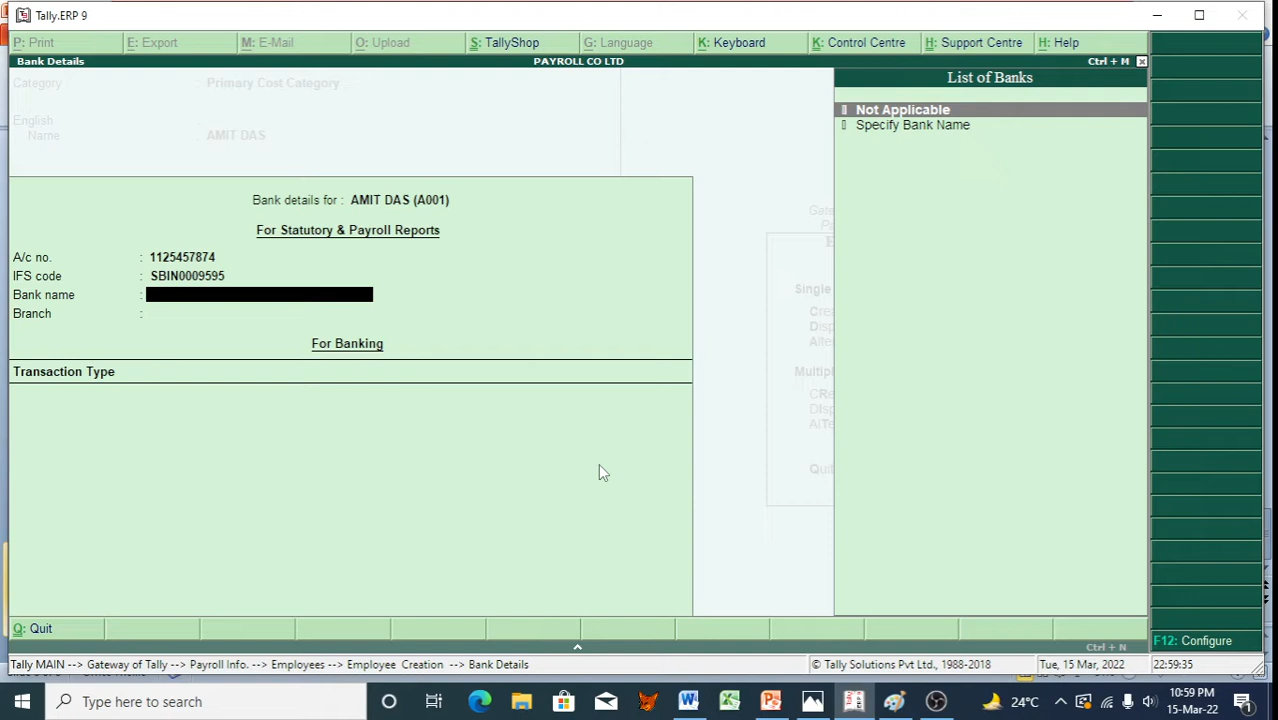 Tally.ERP 9
P: Print E: Export M: E-Mail O: Upload S: TallyShop G: Language K: Keyboard K: Control Centre H: Support Centre H: Help
Bank Details PAYROLL CO LTD Ctrl + M
List of Banks
Category : Primary Cost Category
Not Applicable
Specify Bank Name
English
Name : AMIT DAS
Bank details for : AMIT DAS (A001)
For Statutory & Payroll Reports
A/c no. : 1125457874
IFS code : SBIN0009595
Bank name :
Branch :
For Banking
Transaction Type
Single
Multipl
Quit
Q: Quit
F12: Configure
Ctrl + N
Tally MAIN --> Gateway of Tally --> Payroll Info. --> Employees --> Employee Creation --> Bank Details © Tally Solutions Pvt Ltd., 1988-2018 Tue, 15 Mar, 2022 22:59:35
Type here to search
24°C
10:59 PM
15-Mar-22
1